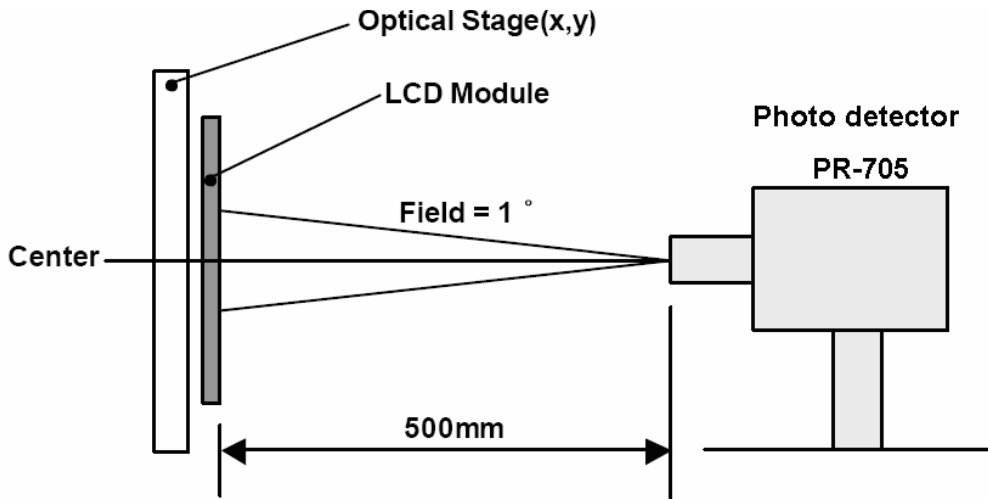 Optical Stage(x,y)
LCD Module
Photo detector
PR-705
Field = 1 °
Center
500mm